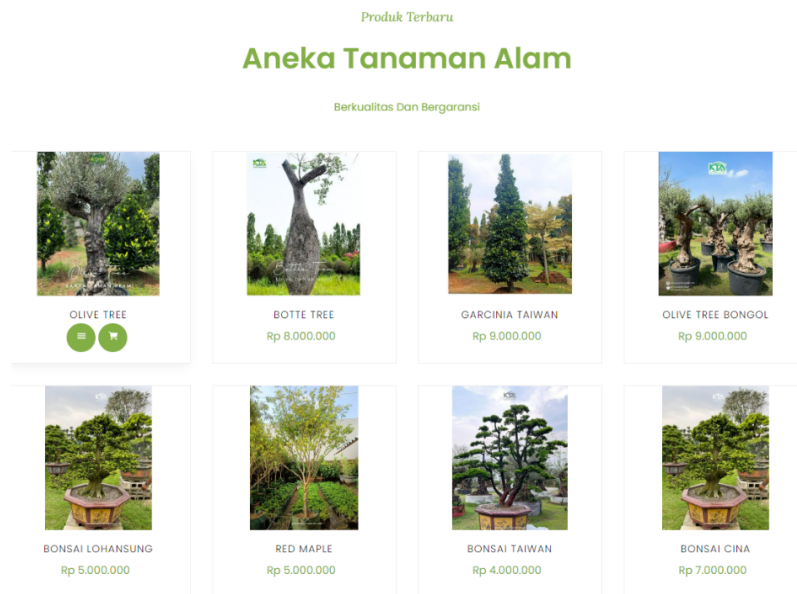 Produk Terbaru
Aneka Tanaman Alam
Berkualitas Dan Bergaransi
OLIVE TREE
BOTTE TREE
Rp 8.000.000
GARCINIA TAIWAN
Rp 9.000.000
OLIVE TREE BONGOL
Rp 9.000.000
BONSAI LOHANSUNG
Rp 5.000.000
RED MAPLE
Rp 5.000.000
BONSAI TAIWAN
Rp 4.000.000
BONSAI CINA
Rp 7.000.000